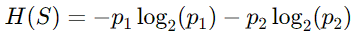 H(S) = −p₁ log₂(p₁) − p₂ log₂(p₂)